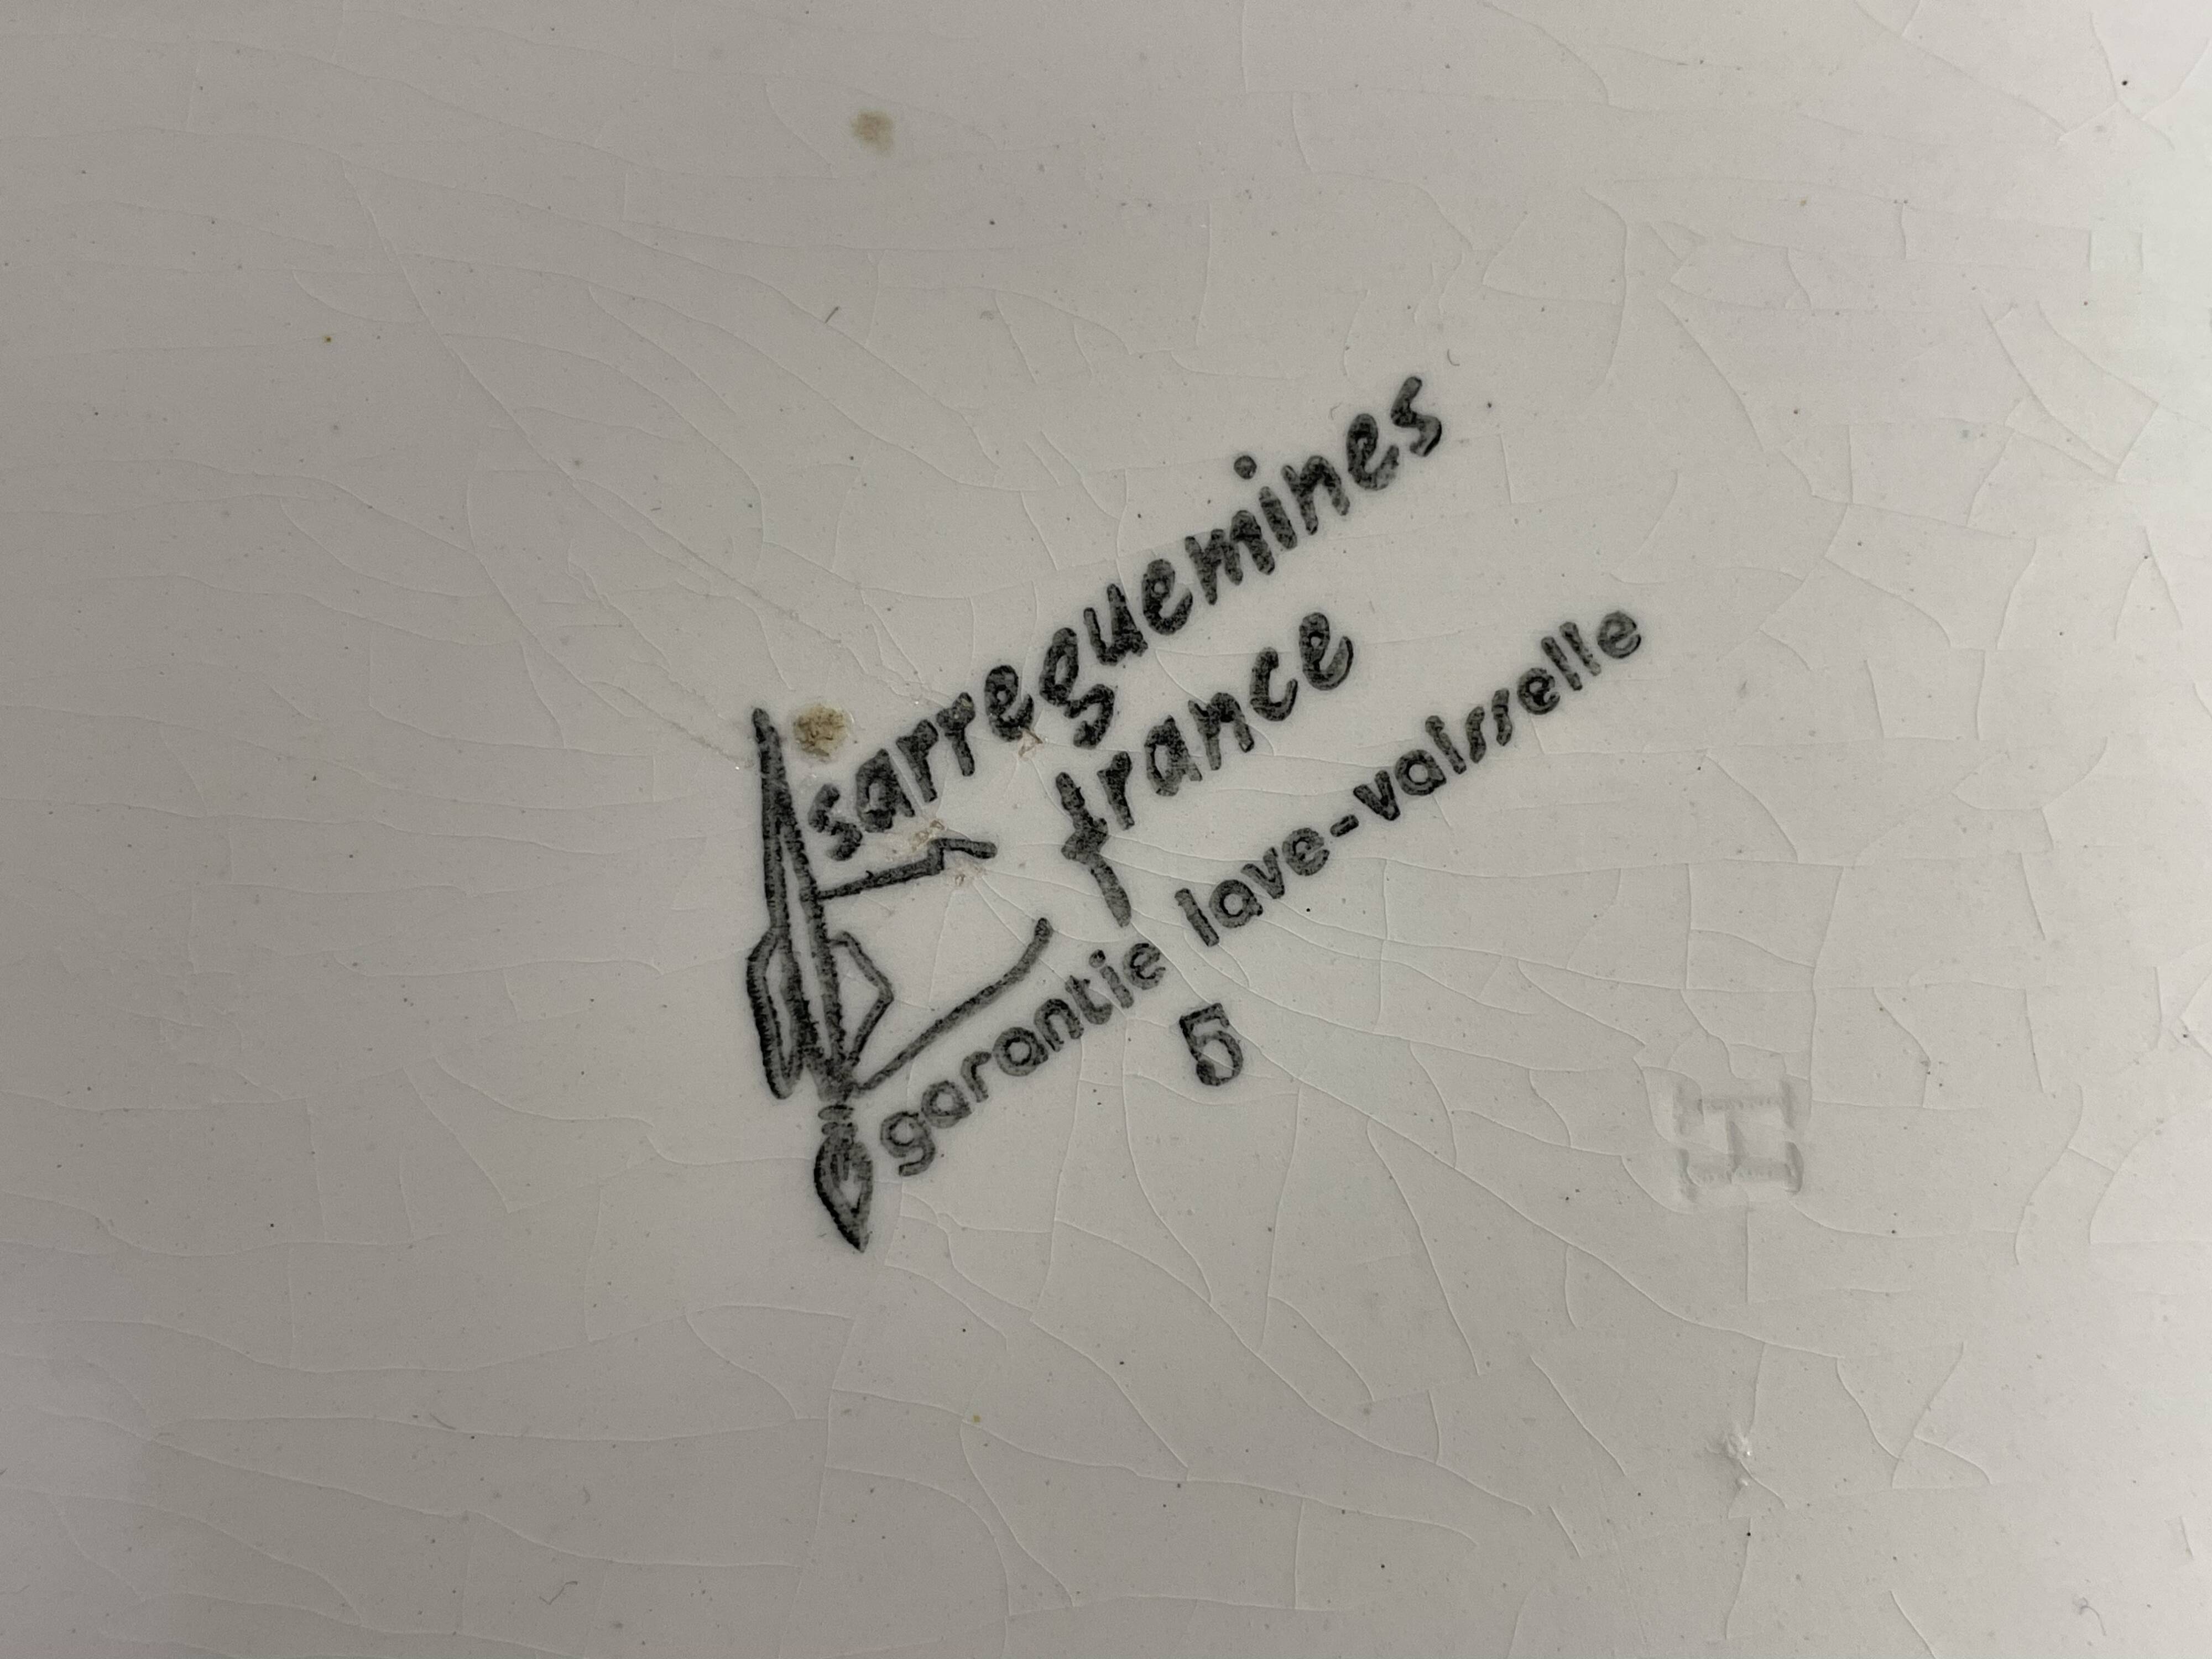 sarreguemines
france
garantie lave-vaisselle
5
H